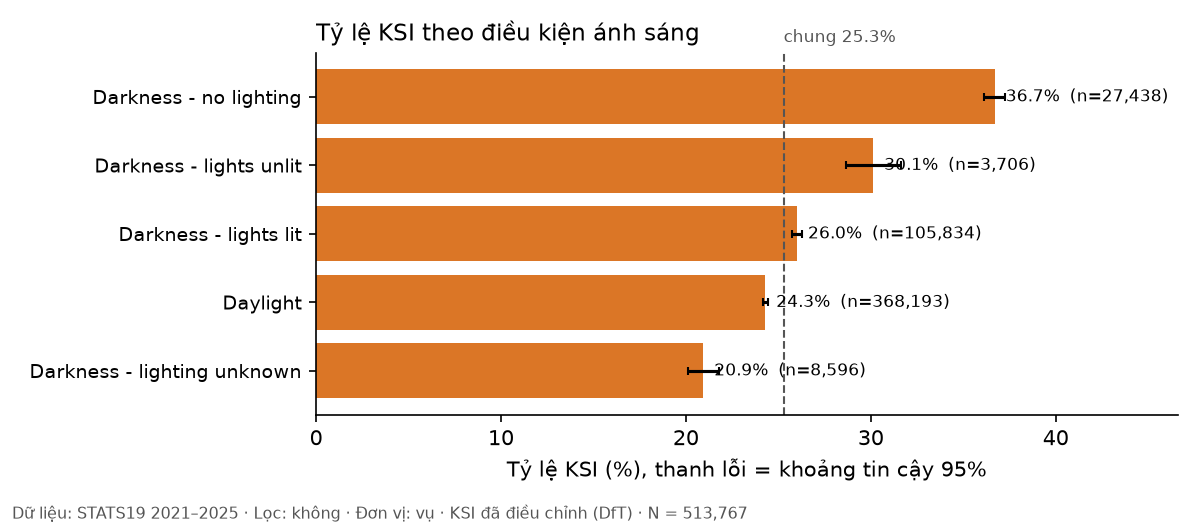 Tỷ lệ KSI theo điều kiện ánh sáng
chung 25.3%
Darkness - no lighting 36.7% (n=27,438)
Darkness - lights unlit 30.1% (n=3,706)
Darkness - lights lit 26.0% (n=105,834)
Daylight 24.3% (n=368,193)
Darkness - lighting unknown 20.9% (n=8,596)
0 10 20 30 40
Tỷ lệ KSI (%), thanh lỗi = khoảng tin cậy 95%
Dữ liệu: STATS19 2021–2025 · Lọc: không · Đơn vị: vụ · KSI đã điều chỉnh (DfT) · N = 513,767